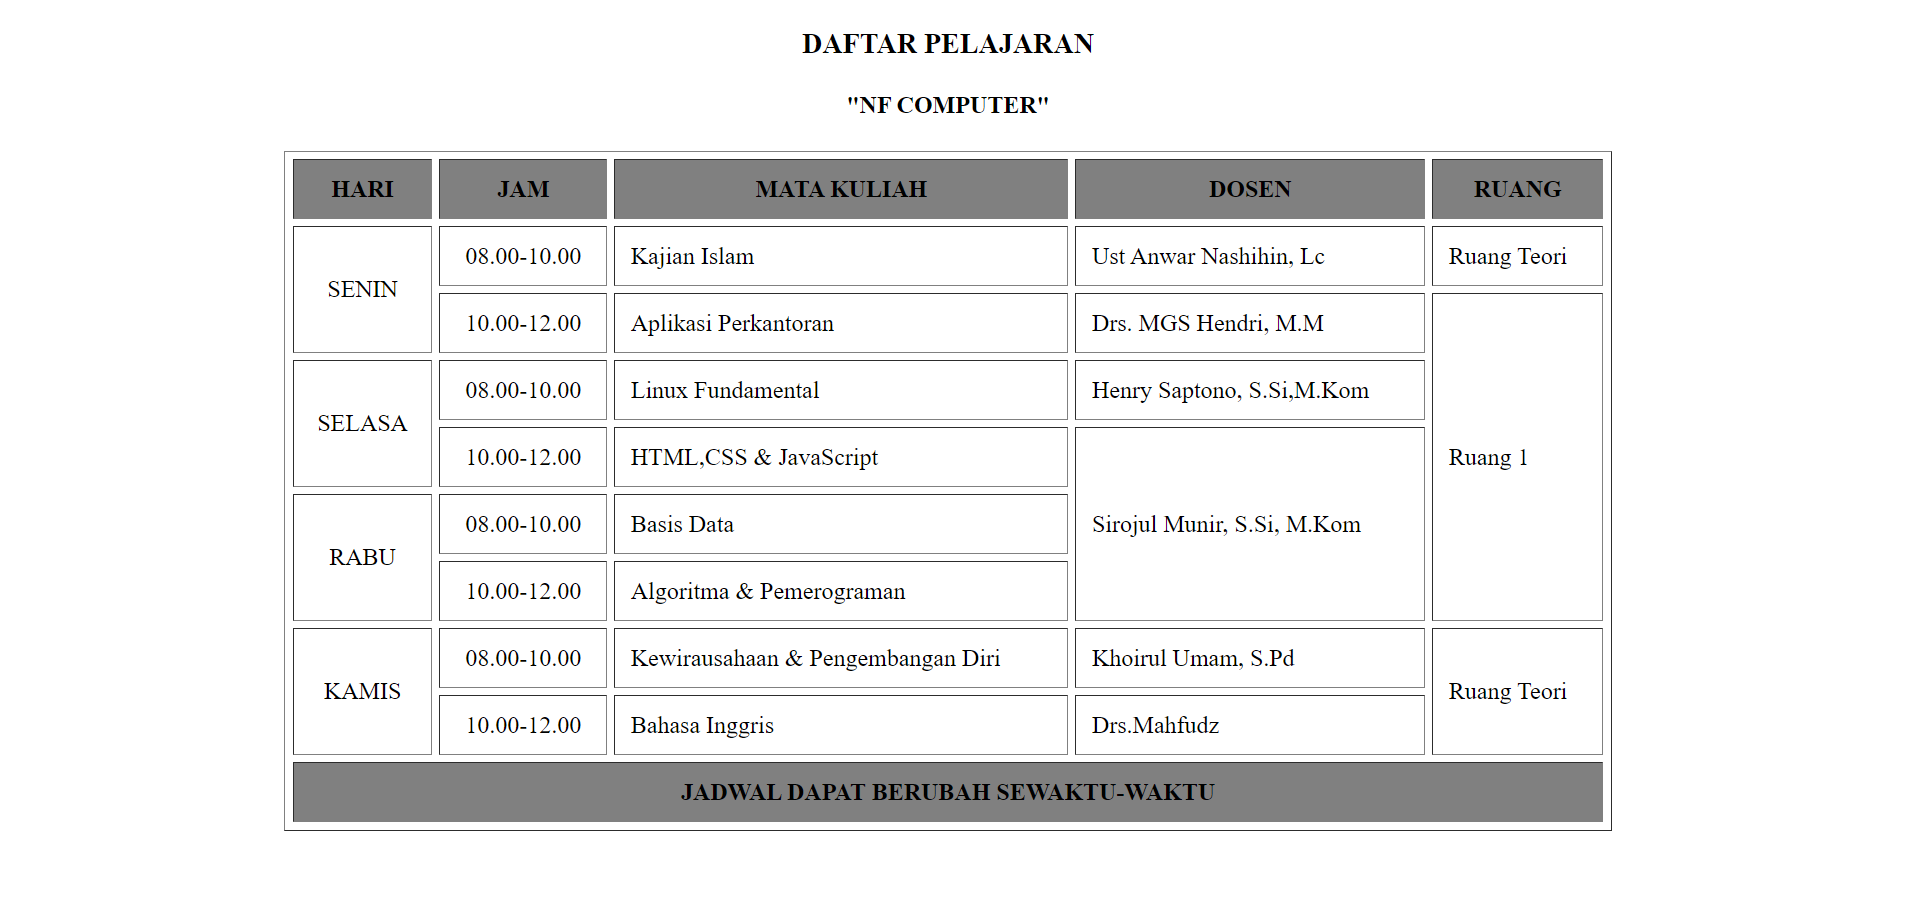 DAFTAR PELAJARAN
"NF COMPUTER"
HARI JAM MATA KULIAH DOSEN RUANG
SENIN 08.00-10.00 Kajian Islam Ust Anwar Nashihin, Lc Ruang Teori
10.00-12.00 Aplikasi Perkantoran Drs. MGS Hendri, M.M Ruang 1
SELASA 08.00-10.00 Linux Fundamental Henry Saptono, S.Si,M.Kom
10.00-12.00 HTML,CSS & JavaScript Sirojul Munir, S.Si, M.Kom
RABU 08.00-10.00 Basis Data
10.00-12.00 Algoritma & Pemerograman
KAMIS 08.00-10.00 Kewirausahaan & Pengembangan Diri Khoirul Umam, S.Pd Ruang Teori
10.00-12.00 Bahasa Inggris Drs.Mahfudz
JADWAL DAPAT BERUBAH SEWAKTU-WAKTU